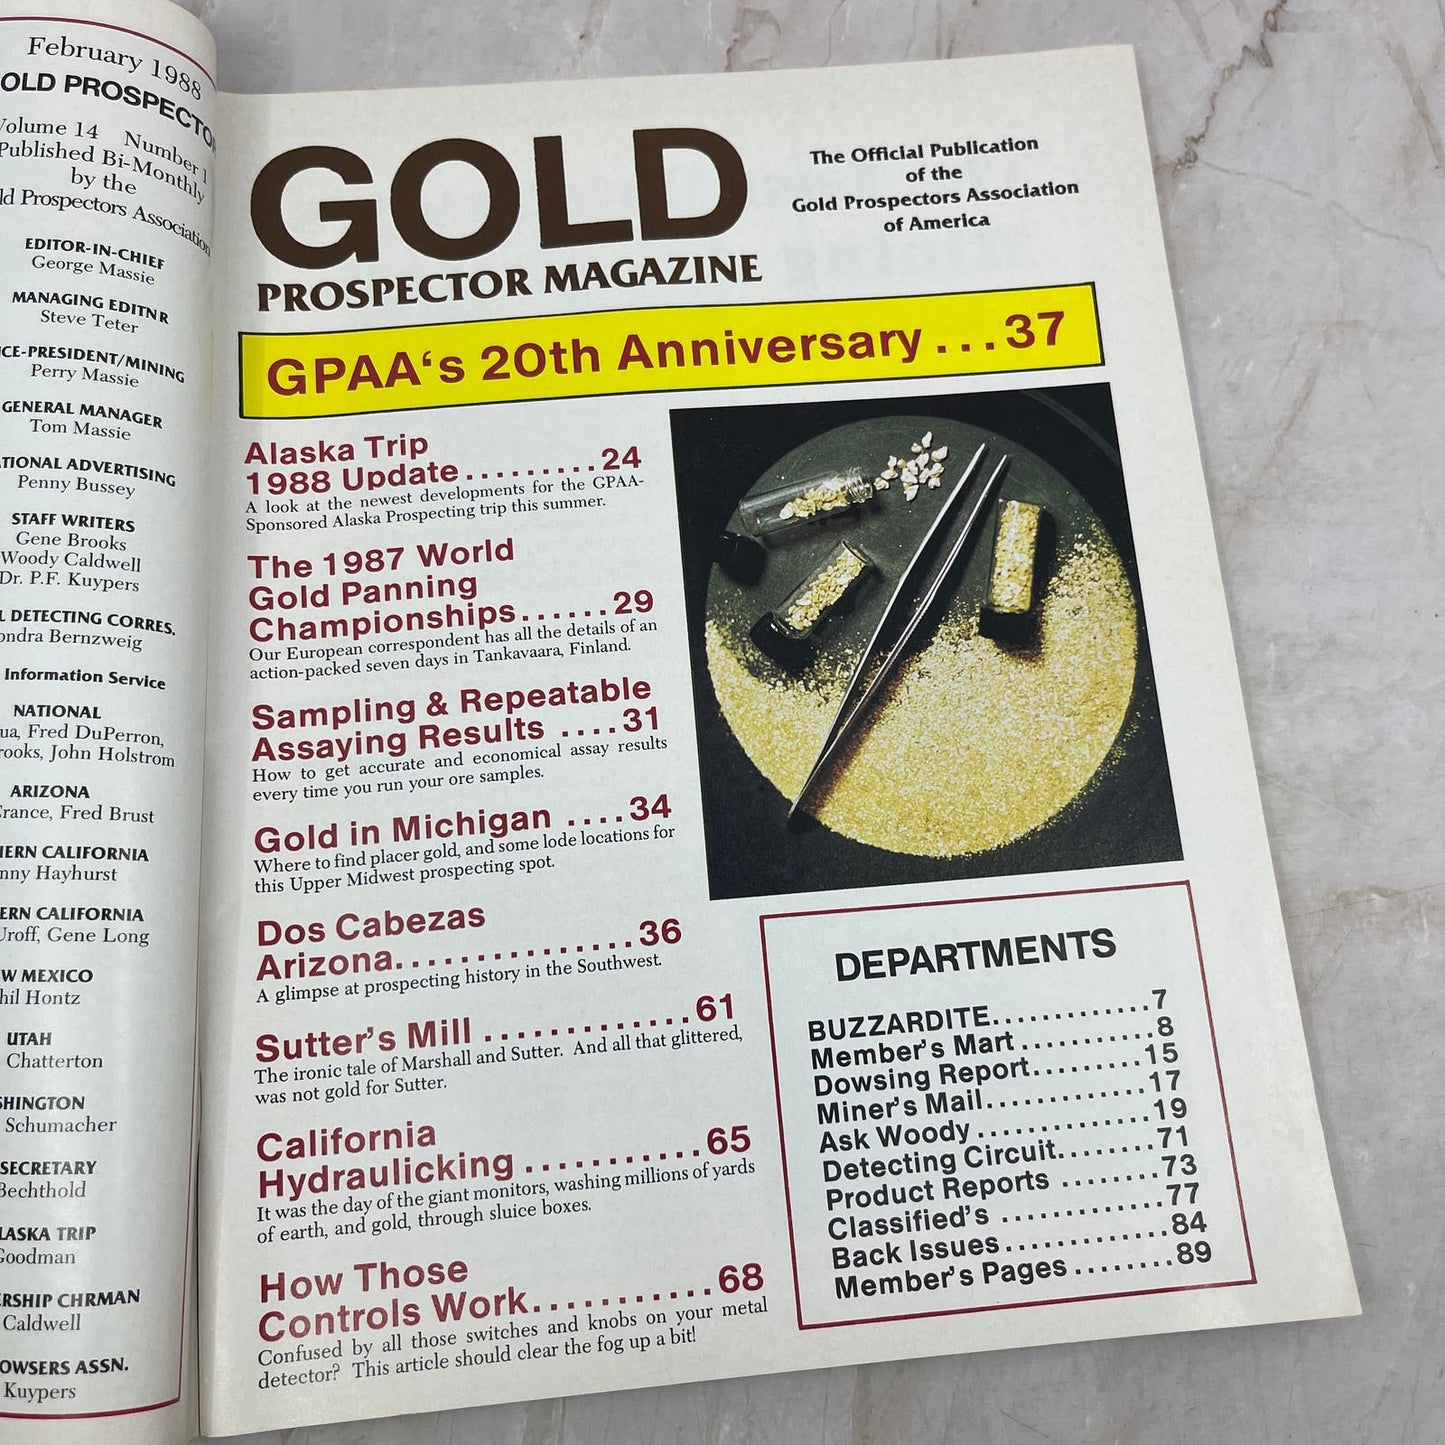 February 1988
OLD PROSPECTOR
Volume 14 Number 1
Published Bi-Monthly
by the
ld Prospectors Association
EDITOR-IN-CHIEF
George Massie
MANAGING EDITNR
Steve Teter
ICE-PRESIDENT/MINING
Perry Massie
GENERAL MANAGER
Tom Massie
TIONAL ADVERTISING
Penny Bussey
STAFF WRITERS
Gene Brooks
Woody Caldwell
Dr. P.F. Kuypers
L DETECTING CORRES.
ondra Bernzweig
Information Service
NATIONAL
ua, Fred DuPerron,
rooks, John Holstrom
ARIZONA
rance, Fred Brust
HERN CALIFORNIA
nny Hayhurst
ERN CALIFORNIA
Uroff, Gene Long
W MEXICO
hil Hontz
UTAH
Chatterton
SHINGTON
Schumacher
SECRETARY
Bechthold
LASKA TRIP
Goodman
ERSHIP CHRMAN
Caldwell
OWSERS ASSN.
Kuypers
GOLD
PROSPECTOR MAGAZINE
The Official Publication
of the
Gold Prospectors Association
of America
GPAA‘s 20th Anniversary ... 37
Alaska Trip
1988 Update.........24
A look at the newest developments for the GPAA-
Sponsored Alaska Prospecting trip this summer.
The 1987 World
Gold Panning
Championships......29
Our European correspondent has all the details of an
action-packed seven days in Tankavaara, Finland.
Sampling & Repeatable
Assaying Results ....31
How to get accurate and economical assay results
every time you run your ore samples.
Gold in Michigan ....34
Where to find placer gold, and some lode locations for
this Upper Midwest prospecting spot.
Dos Cabezas
Arizona..............36
A glimpse at prospecting history in the Southwest.
Sutter's Mill .............61
The ironic tale of Marshall and Sutter. And all that glittered,
was not gold for Sutter.
California
Hydraulicking ...........65
It was the day of the giant monitors, washing millions of yards
of earth, and gold, through sluice boxes.
How Those
Controls Work...........68
Confused by all those switches and knobs on your metal
detector? This article should clear the fog up a bit!
DEPARTMENTS
BUZZARDITE.............7
Member's Mart ...........8
Dowsing Report.........15
Miner's Mail.............17
Ask Woody..............19
Detecting Circuit........71
Product Reports ........73
Classified's .............77
Back Issues.............84
Member's Pages ........89